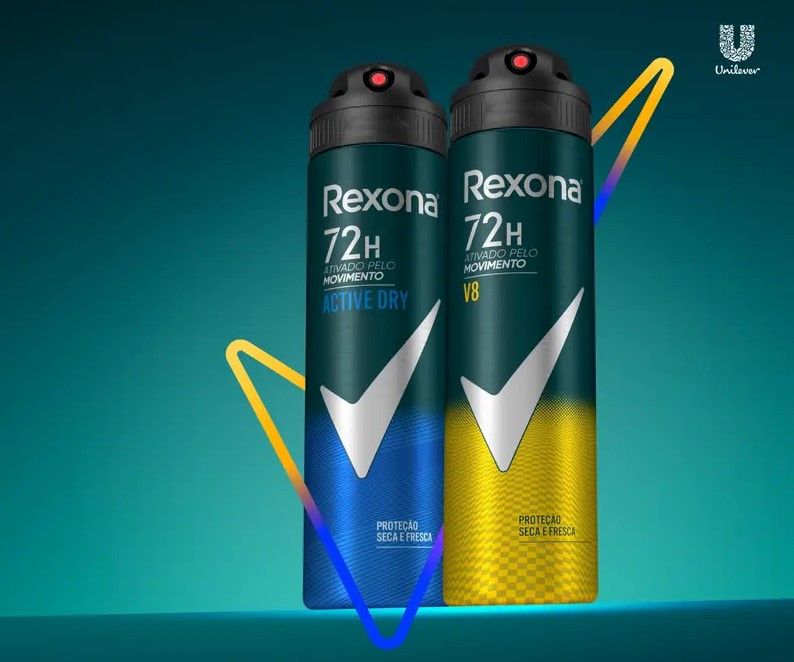 Unilever
Rexona
72H
ATIVADO PELO
MOVIMENTO
ACTIVE DRY
PROTEÇÃO
SECA E FRESCA
Rexona
72H
ATIVADO PELO
MOVIMENTO
V8
PROTEÇÃO
SECA E FRESCA